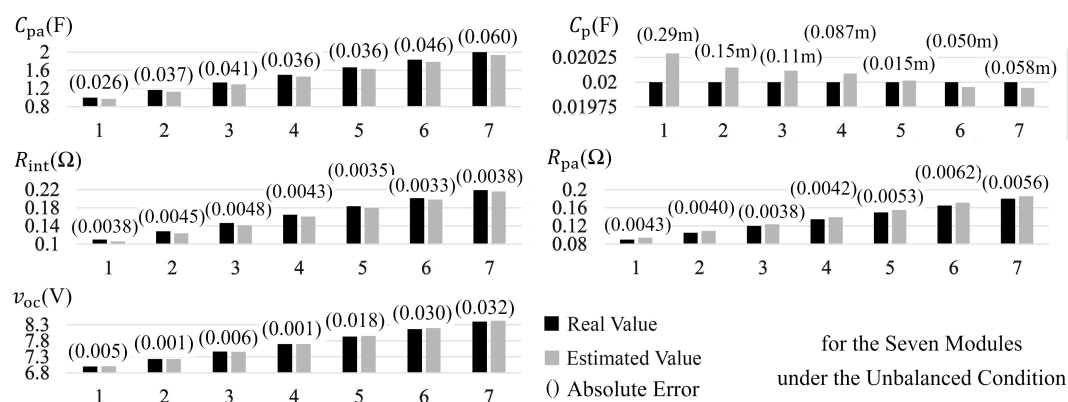 C_pa(F)
(0.026) (0.037) (0.041) (0.036) (0.036) (0.046) (0.060)
2
1.6
1.2
0.8
1 2 3 4 5 6 7
C_p(F)
(0.29m) (0.15m) (0.11m) (0.087m) (0.015m) (0.050m) (0.058m)
0.02025
0.02
0.01975
1 2 3 4 5 6 7
R_int(Ω)
(0.0038) (0.0045) (0.0048) (0.0043) (0.0035) (0.0033) (0.0038)
0.22
0.18
0.14
0.1
1 2 3 4 5 6 7
R_pa(Ω)
(0.0043) (0.0040) (0.0038) (0.0042) (0.0053) (0.0062) (0.0056)
0.2
0.16
0.12
0.08
1 2 3 4 5 6 7
v_oc(V)
(0.005) (0.001) (0.006) (0.001) (0.018) (0.030) (0.032)
8.3
7.8
7.3
6.8
1 2 3 4 5 6 7
Real Value
Estimated Value
() Absolute Error
for the Seven Modules
under the Unbalanced Condition